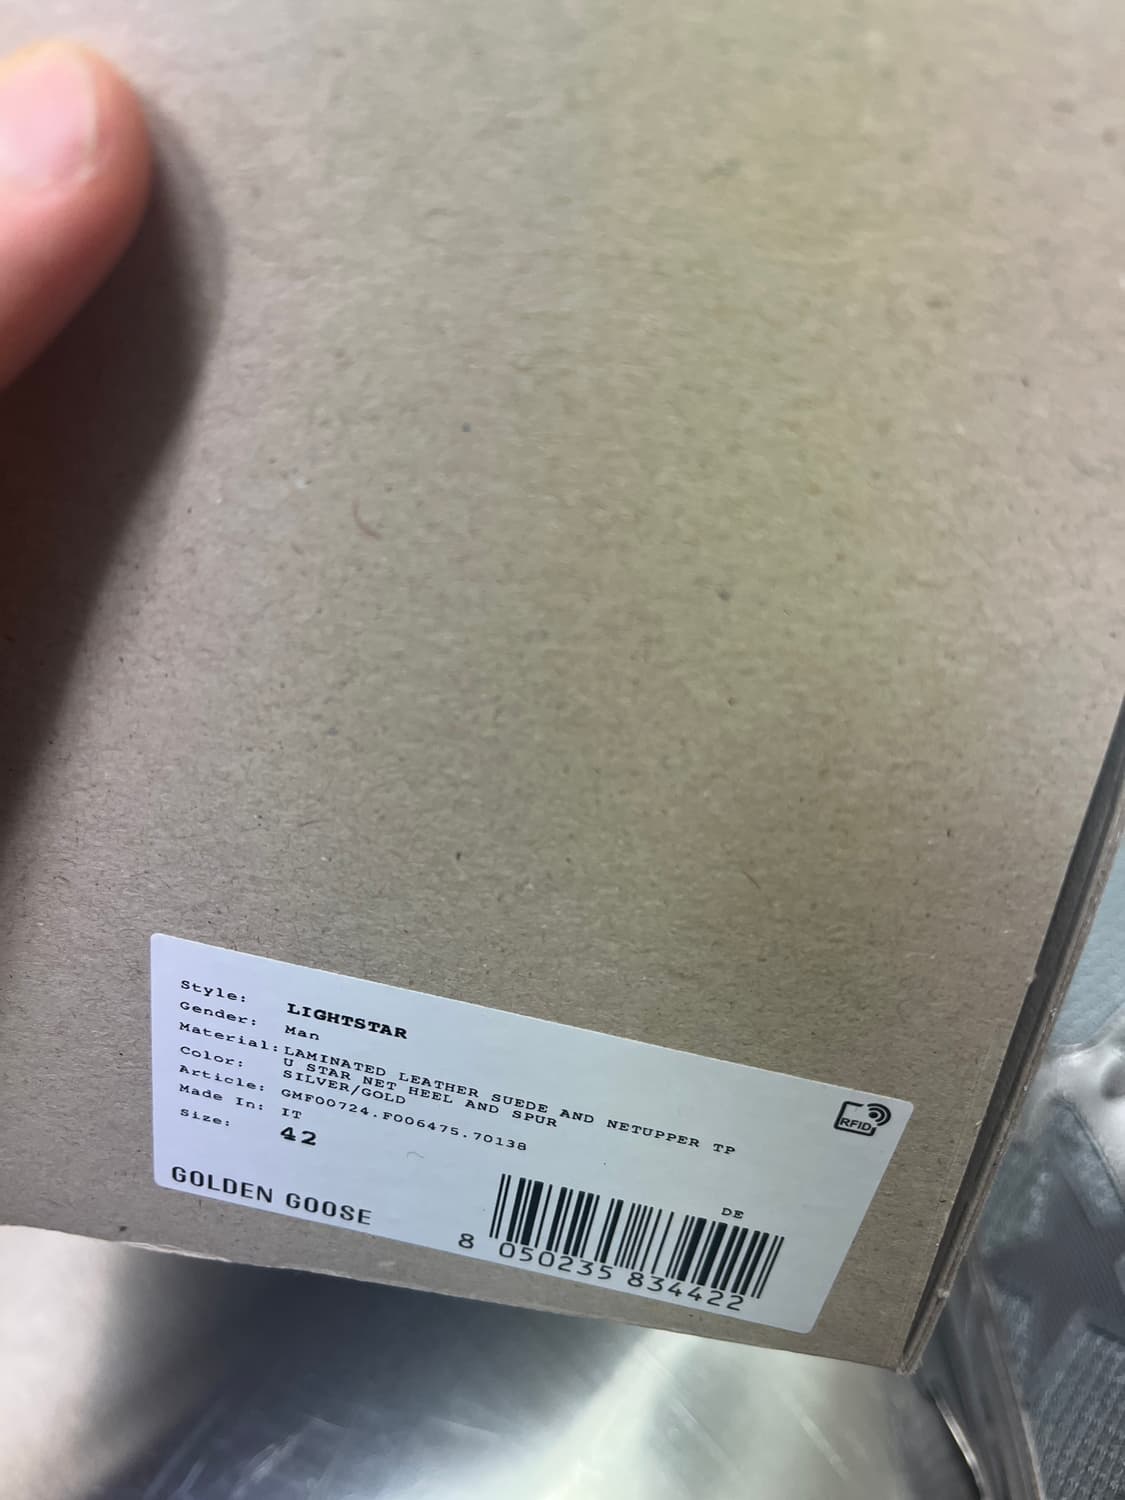 Style: LIGHTSTAR
Gender: Man
Material: LAMINATED LEATHER SUEDE AND NETUPPER TP
U STAR NET HEEL AND SPUR
Color: SILVER/GOLD
Article: GMF00724.F006475.70138
Made In: IT
Size: 42
RFID
GOLDEN GOOSE
DE
8 050235 834422